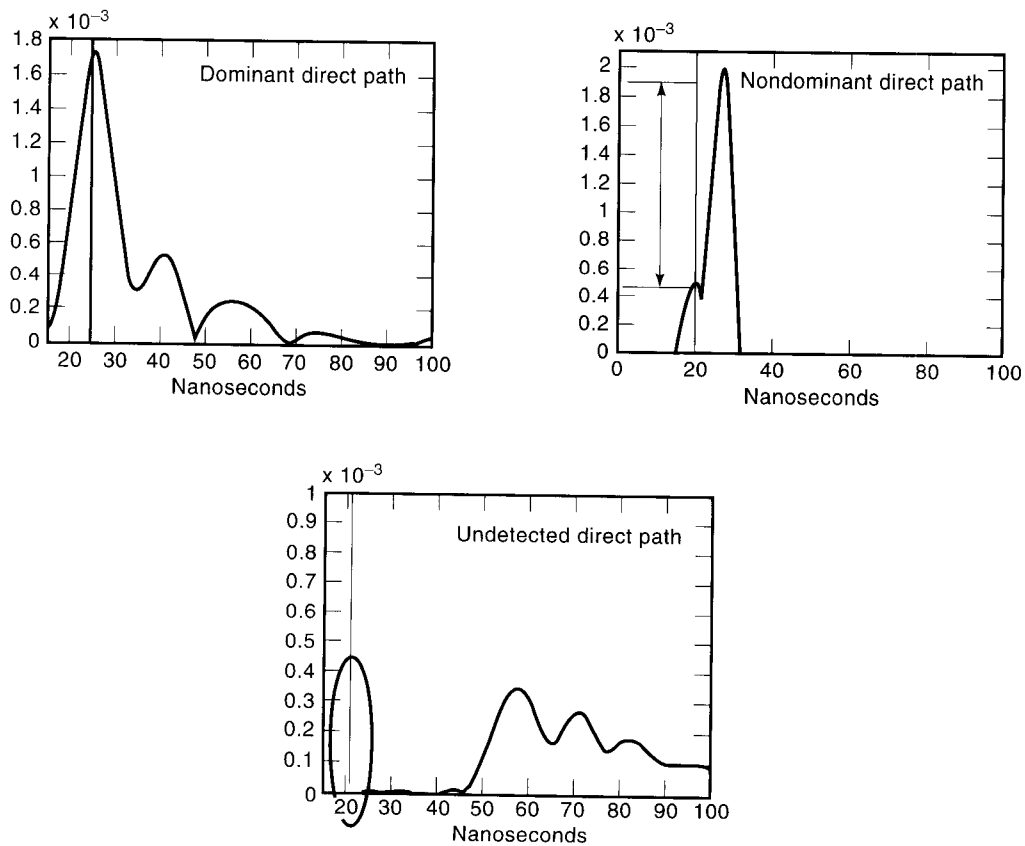 x 10⁻³
1.8
1.6
1.4
1.2
1
0.8
0.6
0.4
0.2
0
Dominant direct path
20 30 40 50 60 70 80 90 100
Nanoseconds
x 10⁻³
2
1.8
1.6
1.4
1.2
1
0.8
0.6
0.4
0.2
0
Nondominant direct path
0 20 40 60 80 100
Nanoseconds
x 10⁻³
1
0.9
0.8
0.7
0.6
0.5
0.4
0.3
0.2
0.1
0
Undetected direct path
20 30 40 50 60 70 80 90 100
Nanoseconds